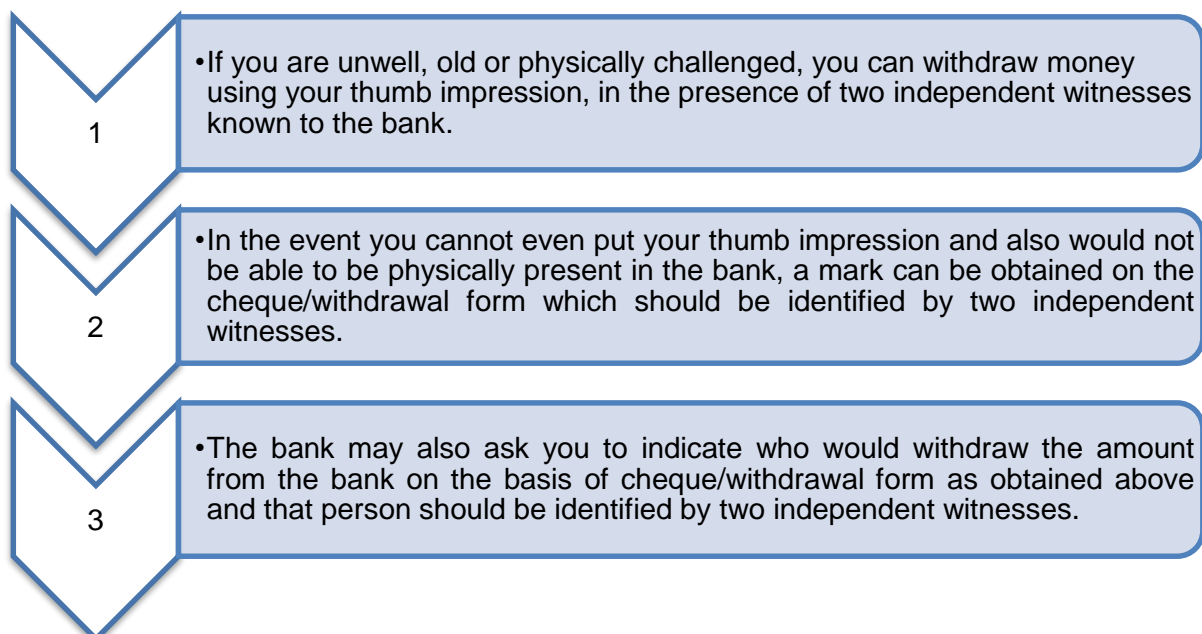 1
•If you are unwell, old or physically challenged, you can withdraw money
using your thumb impression, in the presence of two independent witnesses
known to the bank.
2
•In the event you cannot even put your thumb impression and also would not
be able to be physically present in the bank, a mark can be obtained on the
cheque/withdrawal form which should be identified by two independent
witnesses.
3
•The bank may also ask you to indicate who would withdraw the amount
from the bank on the basis of cheque/withdrawal form as obtained above
and that person should be identified by two independent witnesses.